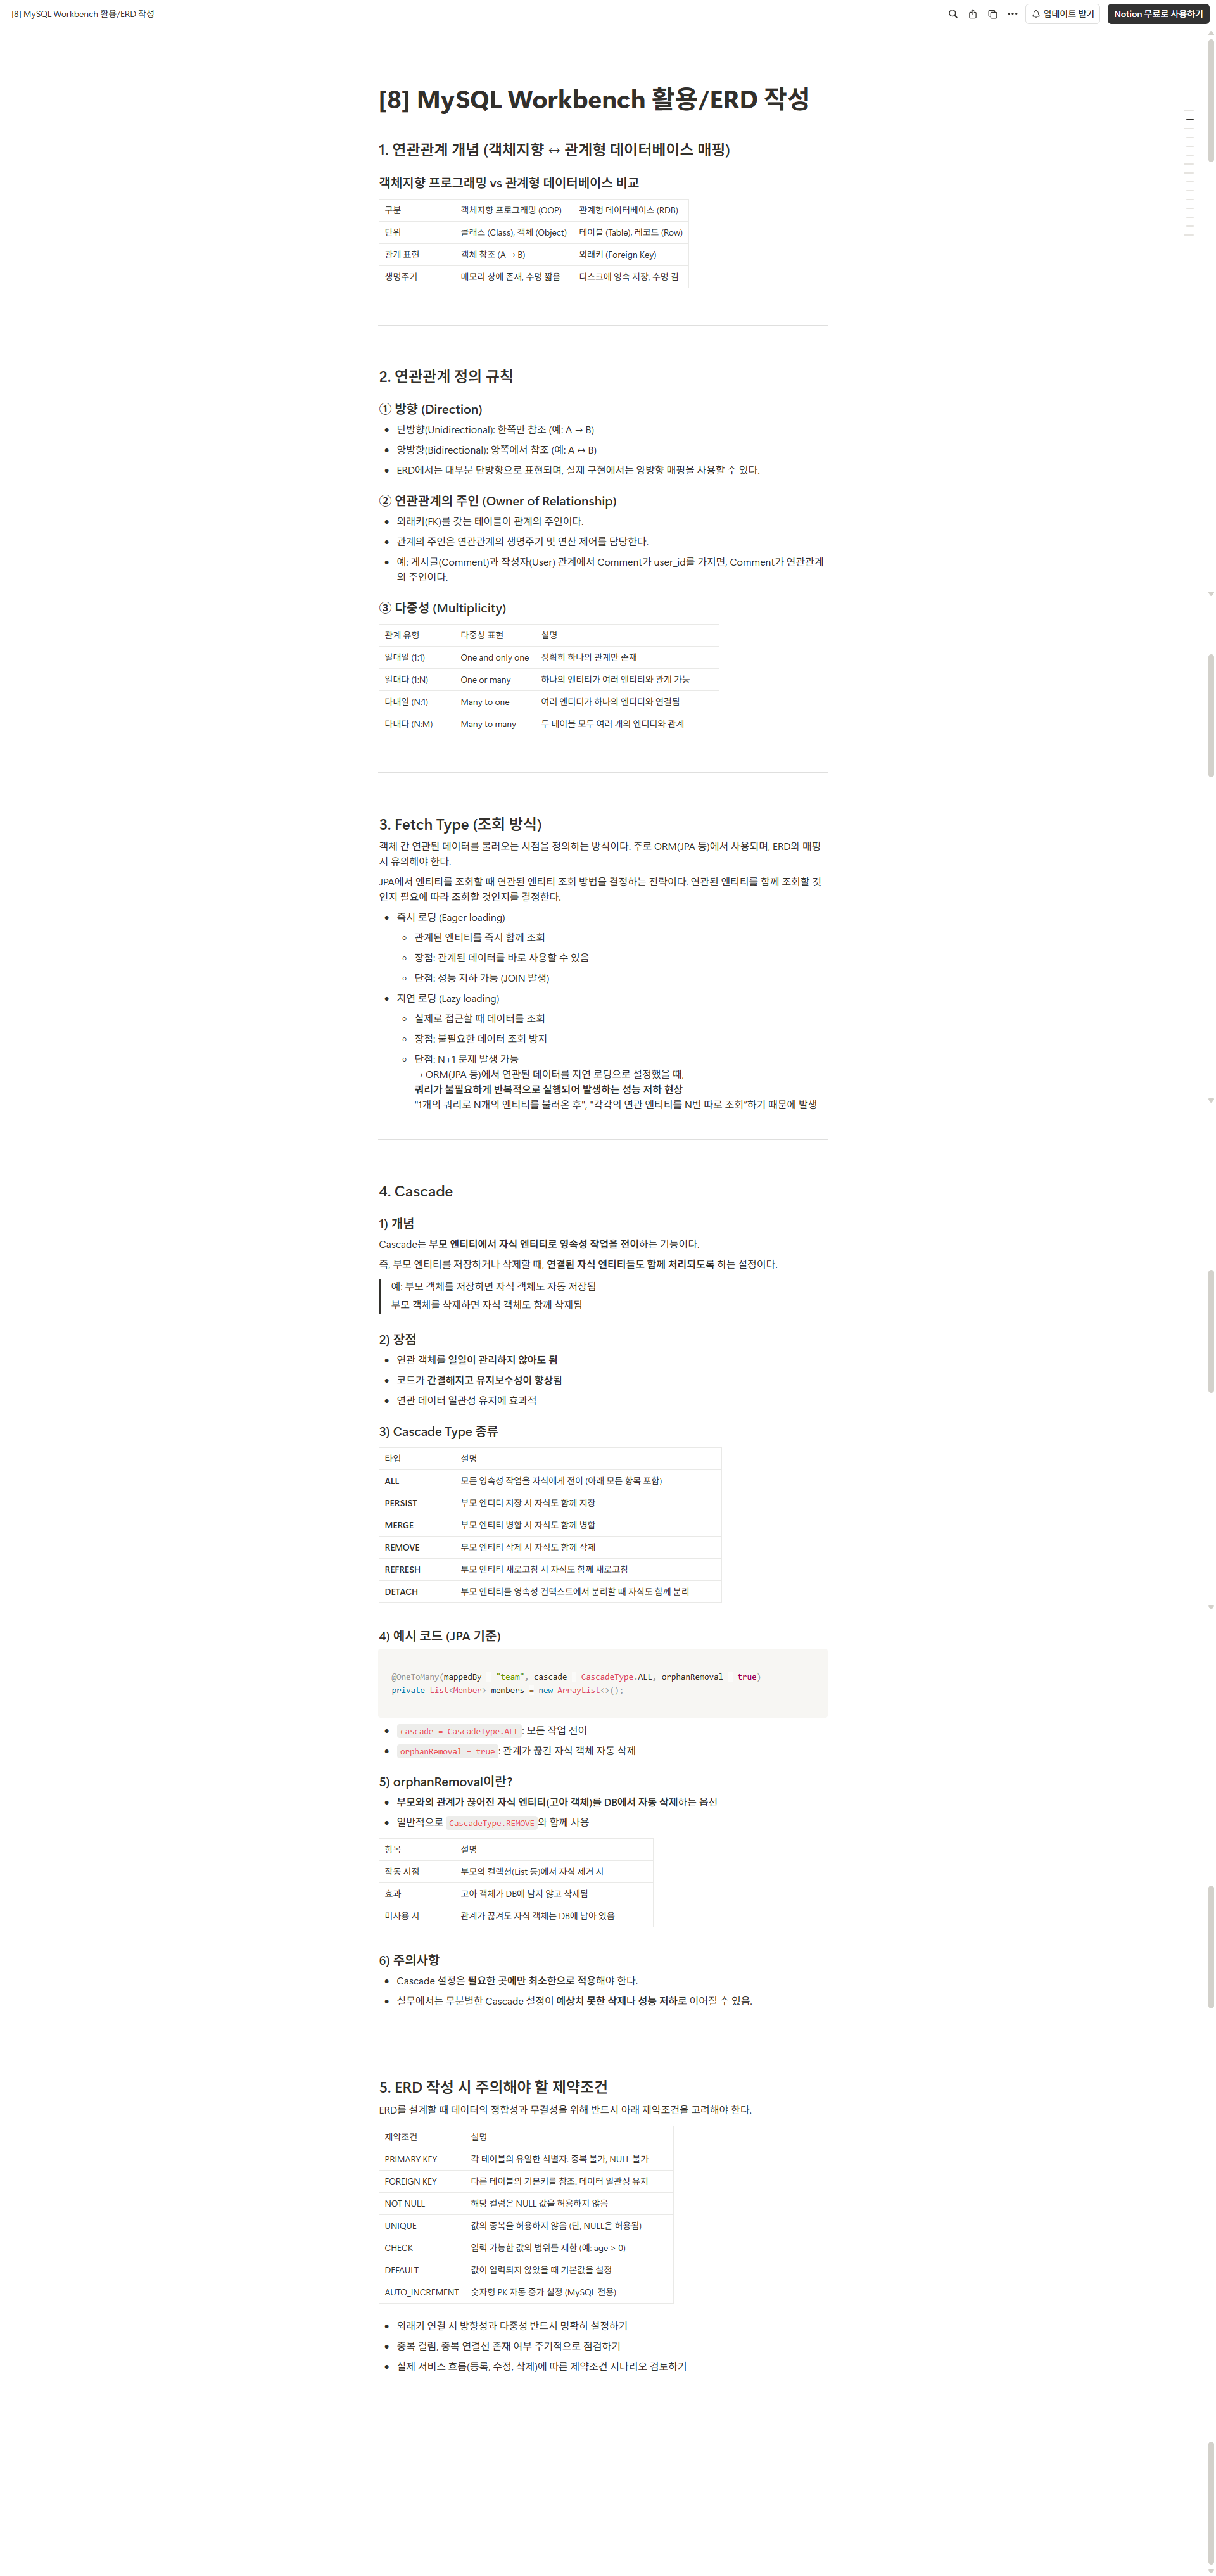 [8] MySQL Workbench 활용/ERD 작성
업데이트 받기
Notion 무료로 사용하기
[8] MySQL Workbench 활용/ERD 작성
1. 연관관계 개념 (객체지향 ↔ 관계형 데이터베이스 매핑)
객체지향 프로그래밍 vs 관계형 데이터베이스 비교
구분 객체지향 프로그래밍 (OOP) 관계형 데이터베이스 (RDB)
단위 클래스 (Class), 객체 (Object) 테이블 (Table), 레코드 (Row)
관계 표현 객체 참조 (A → B) 외래키 (Foreign Key)
생명주기 메모리 상에 존재, 수명 짧음 디스크에 영속 저장, 수명 김
2. 연관관계 정의 규칙
① 방향 (Direction)
• 단방향(Unidirectional): 한쪽만 참조 (예: A → B)
• 양방향(Bidirectional): 양쪽에서 참조 (예: A ↔ B)
• ERD에서는 대부분 단방향으로 표현되며, 실제 구현에서는 양방향 매핑을 사용할 수 있다.
② 연관관계의 주인 (Owner of Relationship)
• 외래키(FK)를 갖는 테이블이 관계의 주인이다.
• 관계의 주인은 연관관계의 생명주기 및 연산 제어를 담당한다.
• 예: 게시글(Comment)과 작성자(User) 관계에서 Comment가 user_id를 가지면, Comment가 연관관계
의 주인이다.
③ 다중성 (Multiplicity)
관계 유형 다중성 표현 설명
일대일 (1:1) One and only one 정확히 하나의 관계만 존재
일대다 (1:N) One or many 하나의 엔티티가 여러 엔티티와 관계 가능
다대일 (N:1) Many to one 여러 엔티티가 하나의 엔티티와 연결됨
다대다 (N:M) Many to many 두 테이블 모두 여러 개의 엔티티와 관계
3. Fetch Type (조회 방식)
객체 간 연관된 데이터를 불러오는 시점을 정의하는 방식이다. 주로 ORM(JPA 등)에서 사용되며, ERD와 매핑
시 유의해야 한다.
JPA에서 엔티티를 조회할 때 연관된 엔티티 조회 방법을 결정하는 전략이다. 연관된 엔티티를 함께 조회할 것
인지 필요에 따라 조회할 것인지를 결정한다.
• 즉시 로딩 (Eager loading)
◦ 관계된 엔티티를 즉시 함께 조회
◦ 장점: 관계된 데이터를 바로 사용할 수 있음
◦ 단점: 성능 저하 가능 (JOIN 발생)
• 지연 로딩 (Lazy loading)
◦ 실제로 접근할 때 데이터를 조회
◦ 장점: 불필요한 데이터 조회 방지
◦ 단점: N+1 문제 발생 가능
→ ORM(JPA 등)에서 연관된 데이터를 지연 로딩으로 설정했을 때,
쿼리가 불필요하게 반복적으로 실행되어 발생하는 성능 저하 현상
"1개의 쿼리로 N개의 엔티티를 불러온 후", "각각의 연관 엔티티를 N번 따로 조회"하기 때문에 발생
4. Cascade
1) 개념
Cascade는 부모 엔티티에서 자식 엔티티로 영속성 작업을 전이하는 기능이다.
즉, 부모 엔티티를 저장하거나 삭제할 때, 연결된 자식 엔티티들도 함께 처리되도록 하는 설정이다.
예: 부모 객체를 저장하면 자식 객체도 자동 저장됨
부모 객체를 삭제하면 자식 객체도 함께 삭제됨
2) 장점
• 연관 객체를 일일이 관리하지 않아도 됨
• 코드가 간결해지고 유지보수성이 향상됨
• 연관 데이터 일관성 유지에 효과적
3) Cascade Type 종류
타입 설명
ALL 모든 영속성 작업을 자식에게 전이 (아래 모든 항목 포함)
PERSIST 부모 엔티티 저장 시 자식도 함께 저장
MERGE 부모 엔티티 병합 시 자식도 함께 병합
REMOVE 부모 엔티티 삭제 시 자식도 함께 삭제
REFRESH 부모 엔티티 새로고침 시 자식도 함께 새로고침
DETACH 부모 엔티티를 영속성 컨텍스트에서 분리할 때 자식도 함께 분리
4) 예시 코드 (JPA 기준)
@OneToMany(mappedBy = "team", cascade = CascadeType.ALL, orphanRemoval = true)
private List<Member> members = new ArrayList<>();
• cascade = CascadeType.ALL : 모든 작업 전이
• orphanRemoval = true : 관계가 끊긴 자식 객체 자동 삭제
5) orphanRemoval이란?
• 부모와의 관계가 끊어진 자식 엔티티(고아 객체)를 DB에서 자동 삭제하는 옵션
• 일반적으로 CascadeType.REMOVE 와 함께 사용
항목 설명
작동 시점 부모의 컬렉션(List 등)에서 자식 제거 시
효과 고아 객체가 DB에 남지 않고 삭제됨
미사용 시 관계가 끊겨도 자식 객체는 DB에 남아 있음
6) 주의사항
• Cascade 설정은 필요한 곳에만 최소한으로 적용해야 한다.
• 실무에서는 무분별한 Cascade 설정이 예상치 못한 삭제나 성능 저하로 이어질 수 있음.
5. ERD 작성 시 주의해야 할 제약조건
ERD를 설계할 때 데이터의 정합성과 무결성을 위해 반드시 아래 제약조건을 고려해야 한다.
제약조건 설명
PRIMARY KEY 각 테이블의 유일한 식별자. 중복 불가, NULL 불가
FOREIGN KEY 다른 테이블의 기본키를 참조. 데이터 일관성 유지
NOT NULL 해당 컬럼은 NULL 값을 허용하지 않음
UNIQUE 값의 중복을 허용하지 않음 (단, NULL은 허용됨)
CHECK 입력 가능한 값의 범위를 제한 (예: age > 0)
DEFAULT 값이 입력되지 않았을 때 기본값을 설정
AUTO_INCREMENT 숫자형 PK 자동 증가 설정 (MySQL 전용)
• 외래키 연결 시 방향성과 다중성 반드시 명확히 설정하기
• 중복 컬럼, 중복 연결선 존재 여부 주기적으로 점검하기
• 실제 서비스 흐름(등록, 수정, 삭제)에 따른 제약조건 시나리오 검토하기